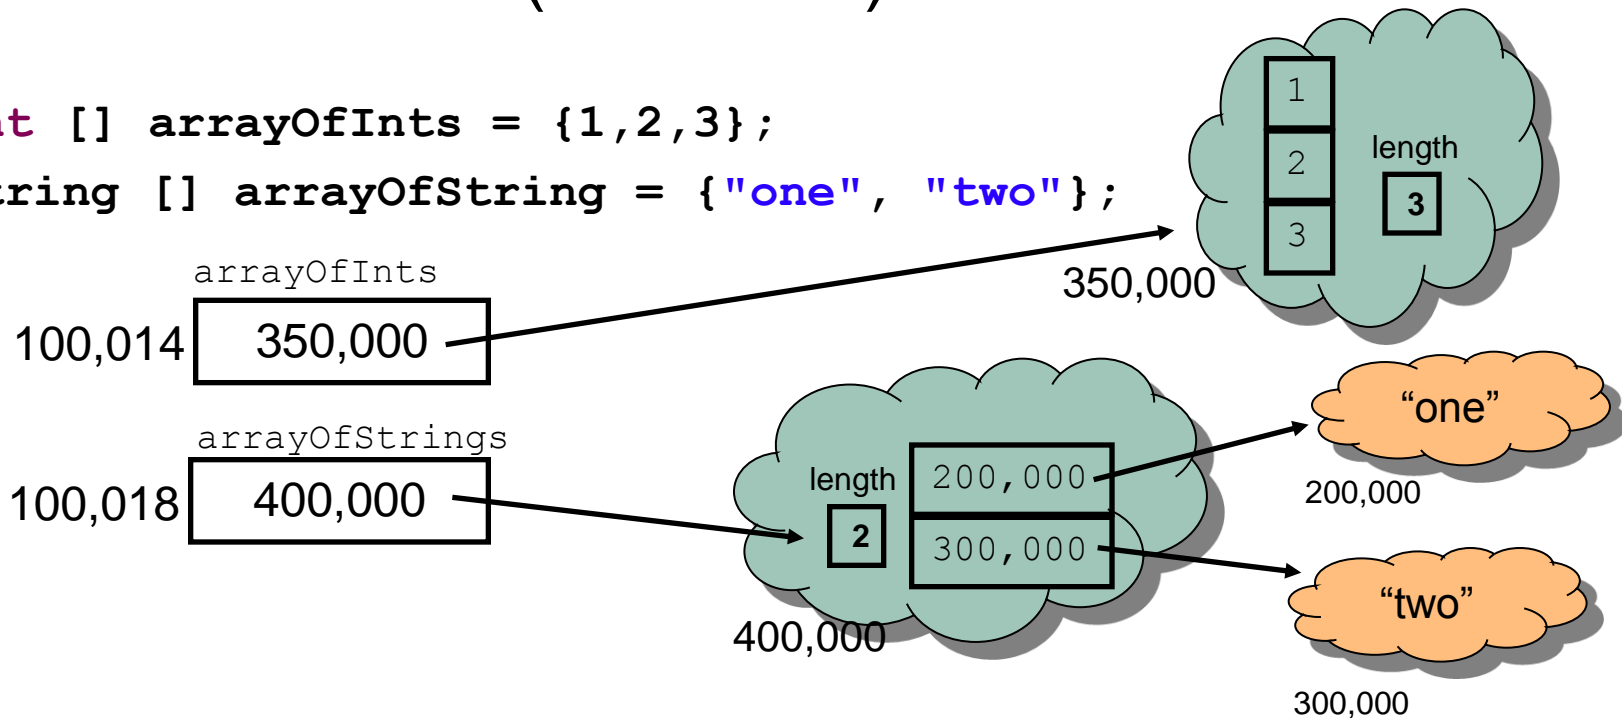 t [] arrayOfInts = {1,2,3};
tring [] arrayOfString = {"one", "two"};
1
2
3
length
3
350,000
arrayOfInts
100,014
350,000
arrayOfStrings
100,018
400,000
length
2
200,000
300,000
400,000
“one”
200,000
“two”
300,000